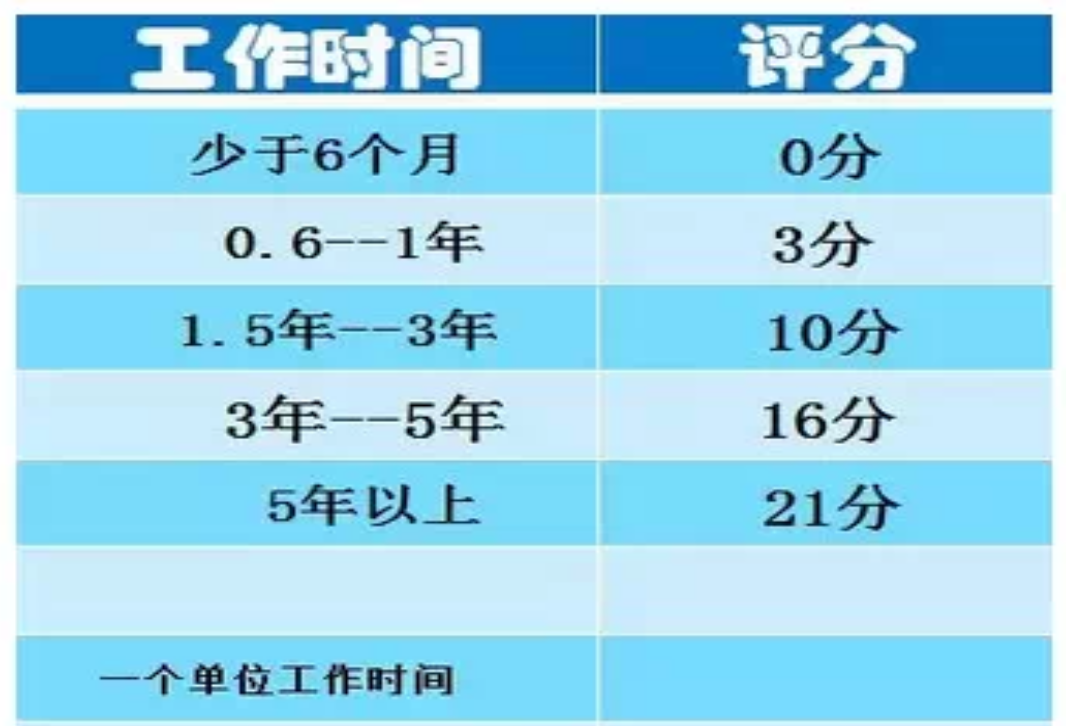 工作时间 评分
少于6个月 0分
0.6--1年 3分
1.5年--3年 10分
3年--5年 16分
5年以上 21分
一个单位工作时间